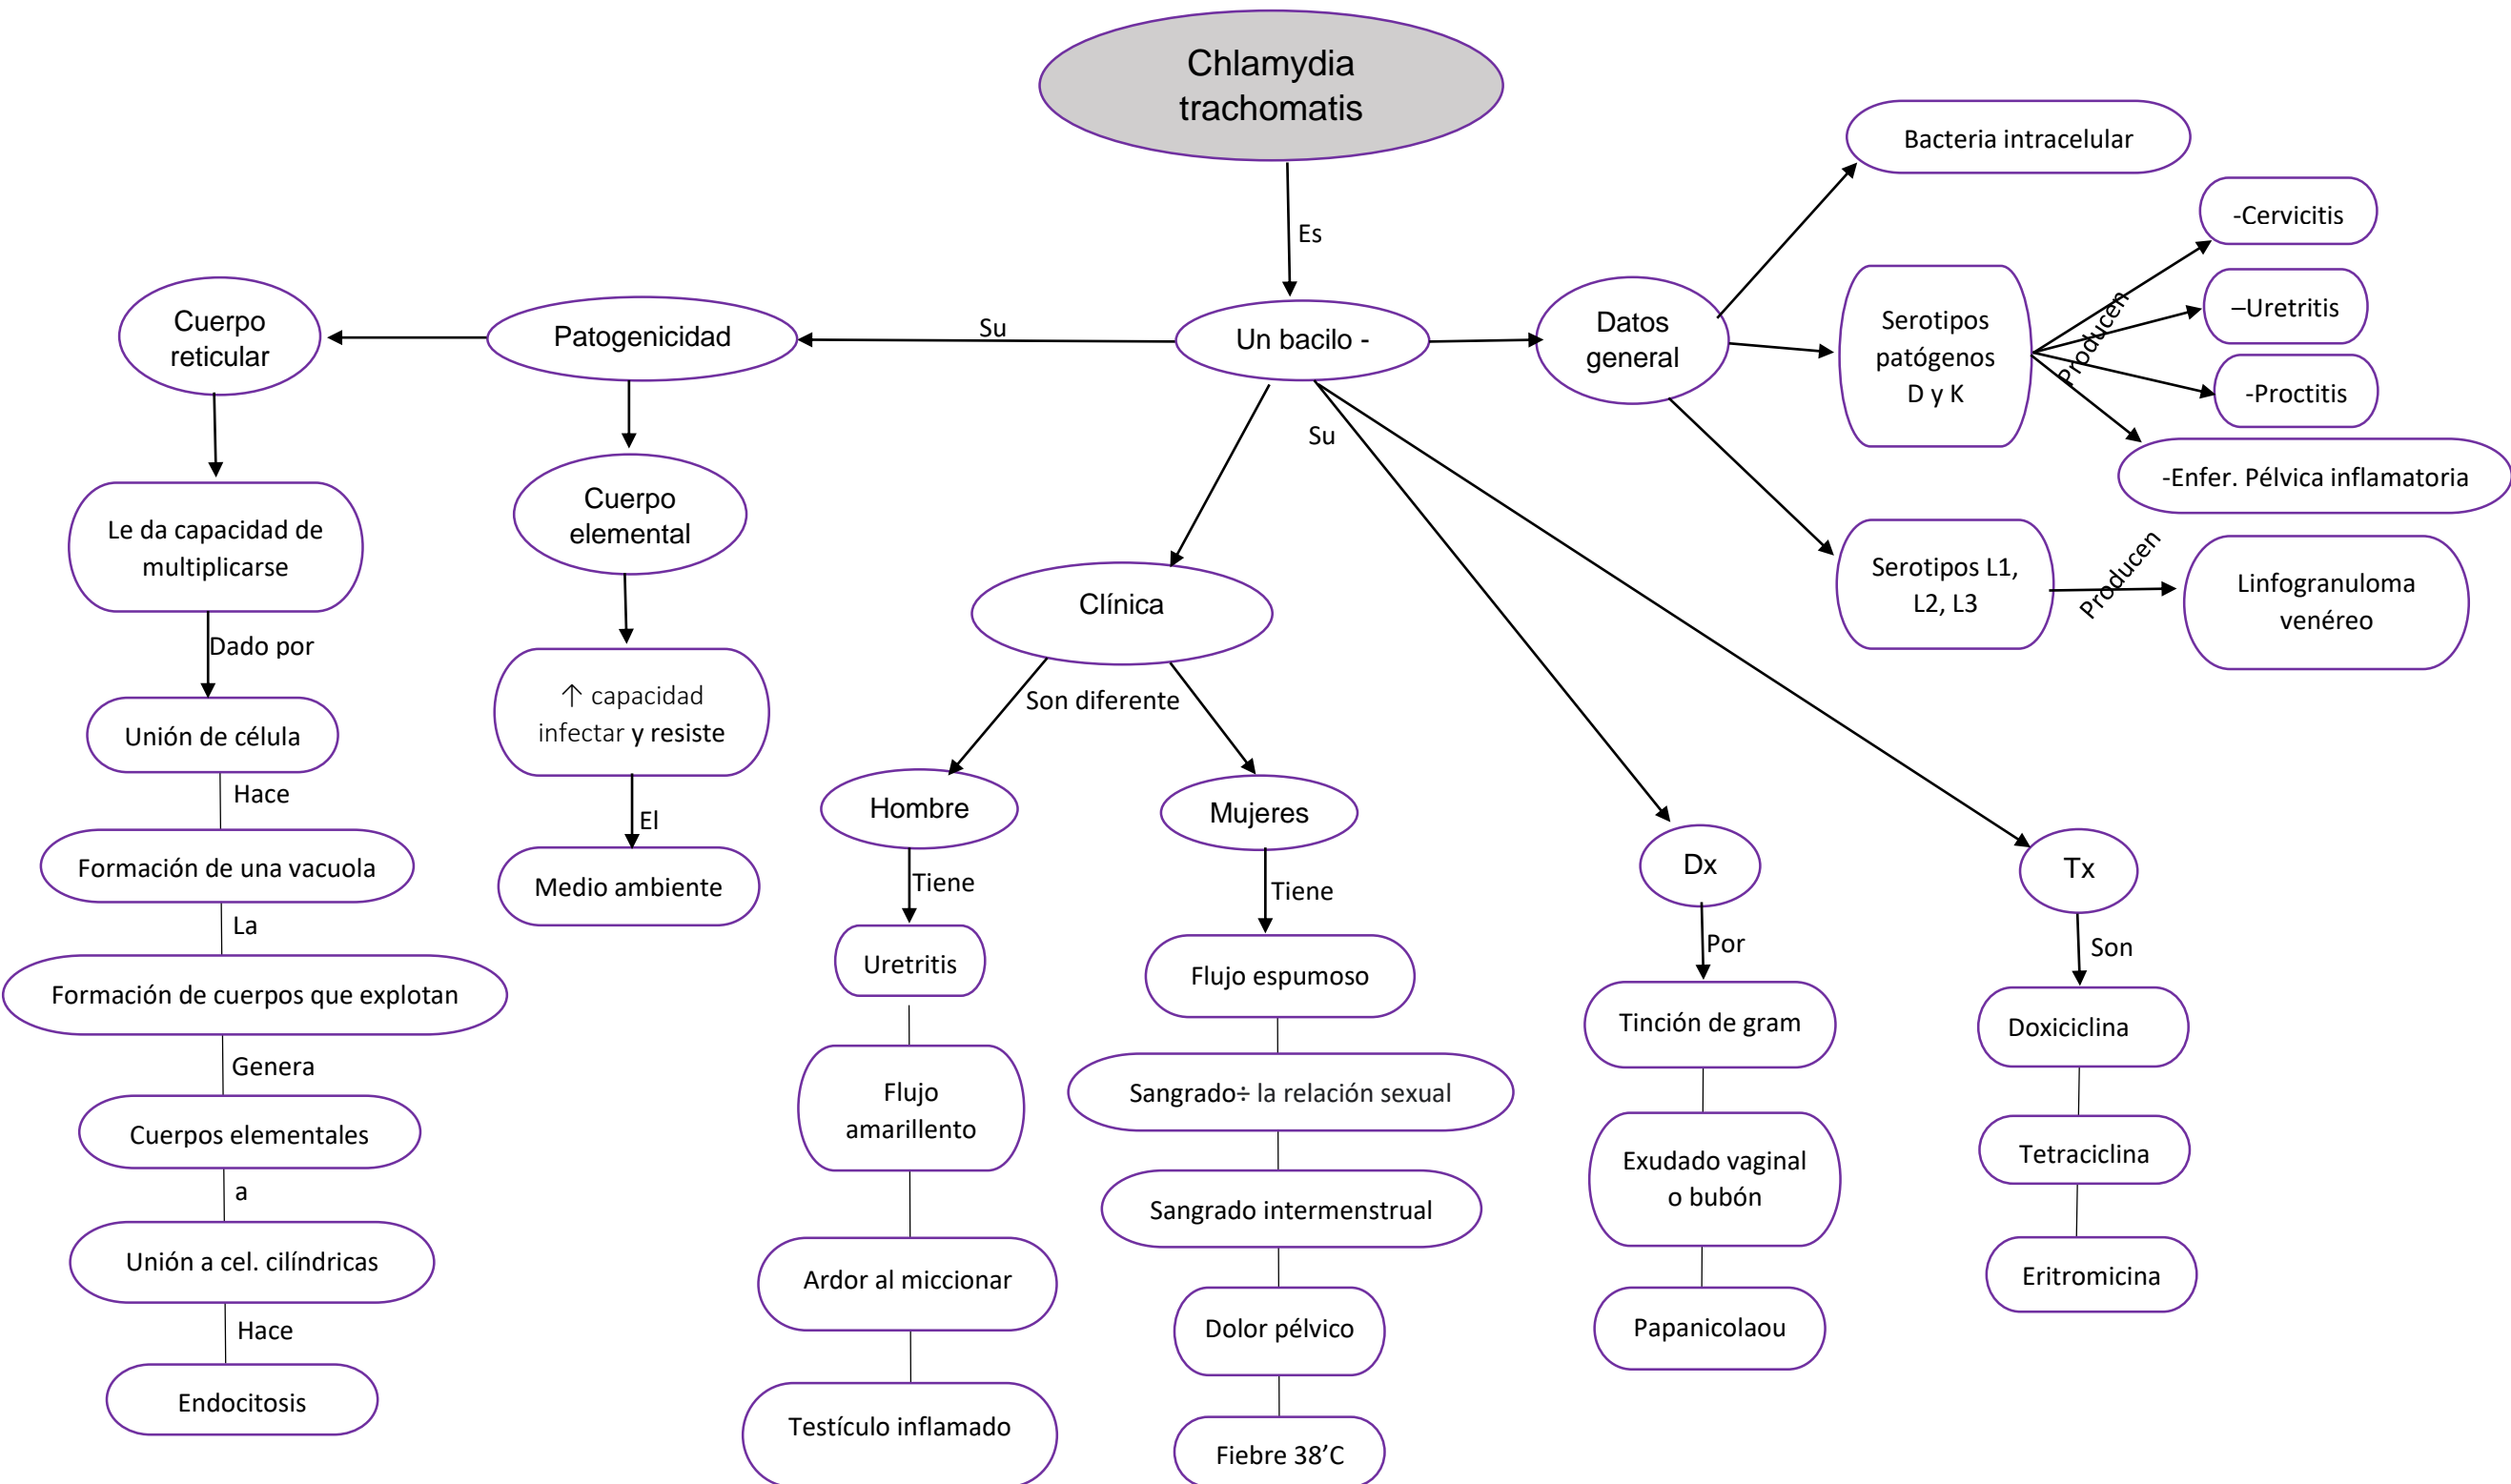 Chlamydia
trachomatis
Es
Un bacilo -
Su
Patogenicidad
Cuerpo
reticular
Le da capacidad de
multiplicarse
Dado por
Unión de célula
Hace
Formación de una vacuola
La
Formación de cuerpos que explotan
Genera
Cuerpos elementales
a
Unión a cel. cilíndricas
Hace
Endocitosis
Cuerpo
elemental
↑ capacidad
infectar y resiste
El
Medio ambiente
Su
Clínica
Son diferente
Hombre
Tiene
Uretritis
Flujo
amarillento
Ardor al miccionar
Testículo inflamado
Mujeres
Tiene
Flujo espumoso
Sangrado÷ la relación sexual
Sangrado intermenstrual
Dolor pélvico
Fiebre 38’C
Dx
Por
Tinción de gram
Exudado vaginal
o bubón
Papanicolaou
Tx
Son
Doxiciclina
Tetraciclina
Eritromicina
Datos
general
Bacteria intracelular
Serotipos
patógenos
D y K
Producen
-Cervicitis
–Uretritis
-Proctitis
-Enfer. Pélvica inflamatoria
Serotipos L1,
L2, L3
Producen
Linfogranuloma
venéreo